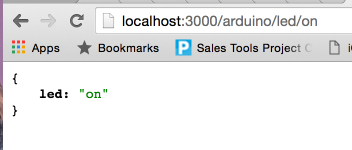 localhost:3000/arduino/led/on
Apps Bookmarks Sales Tools Project
{
led: "on"
}